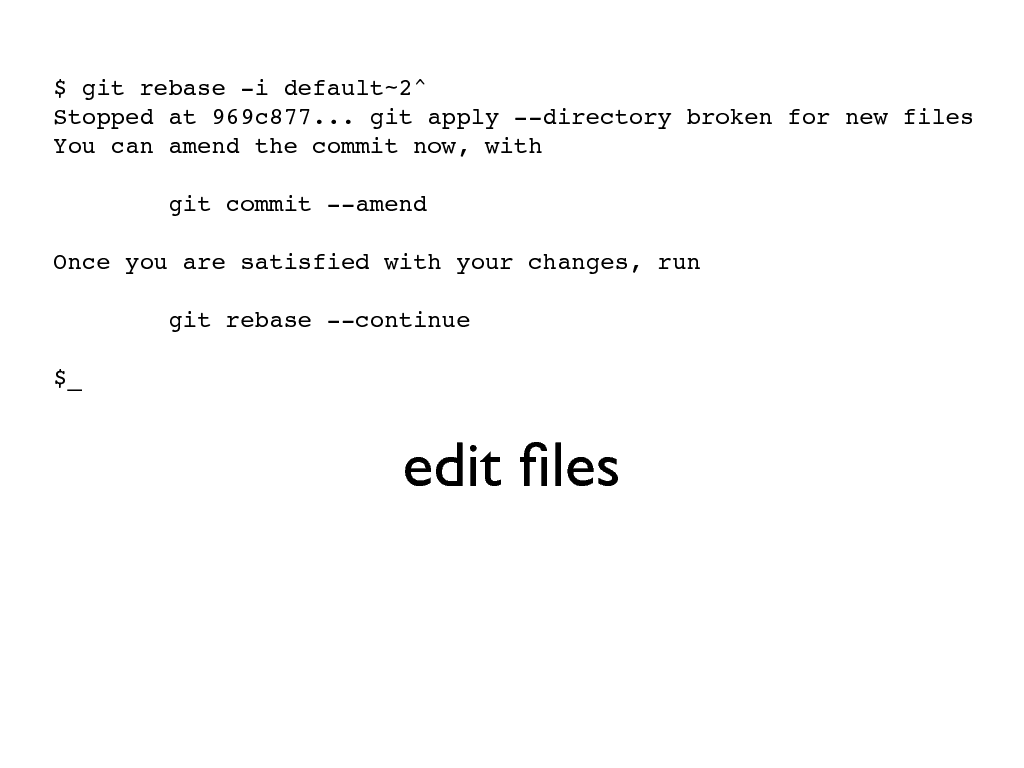 $ git rebase -i default~2^
Stopped at 969c877... git apply --directory broken for new files
You can amend the commit now, with
git commit --amend
Once you are satisfied with your changes, run
git rebase --continue
$_
edit files